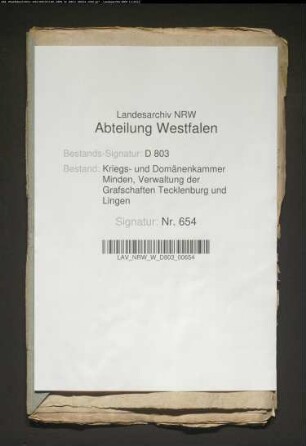 Landesarchiv NRW
Abteilung Westfalen
Bestands-Signatur: D 803
Bestand: Kriegs- und Domänenkammer
Minden, Verwaltung der
Grafschaften Tecklenburg und
Lingen
Signatur: Nr. 654
LAV_NRW_W_D803_00654